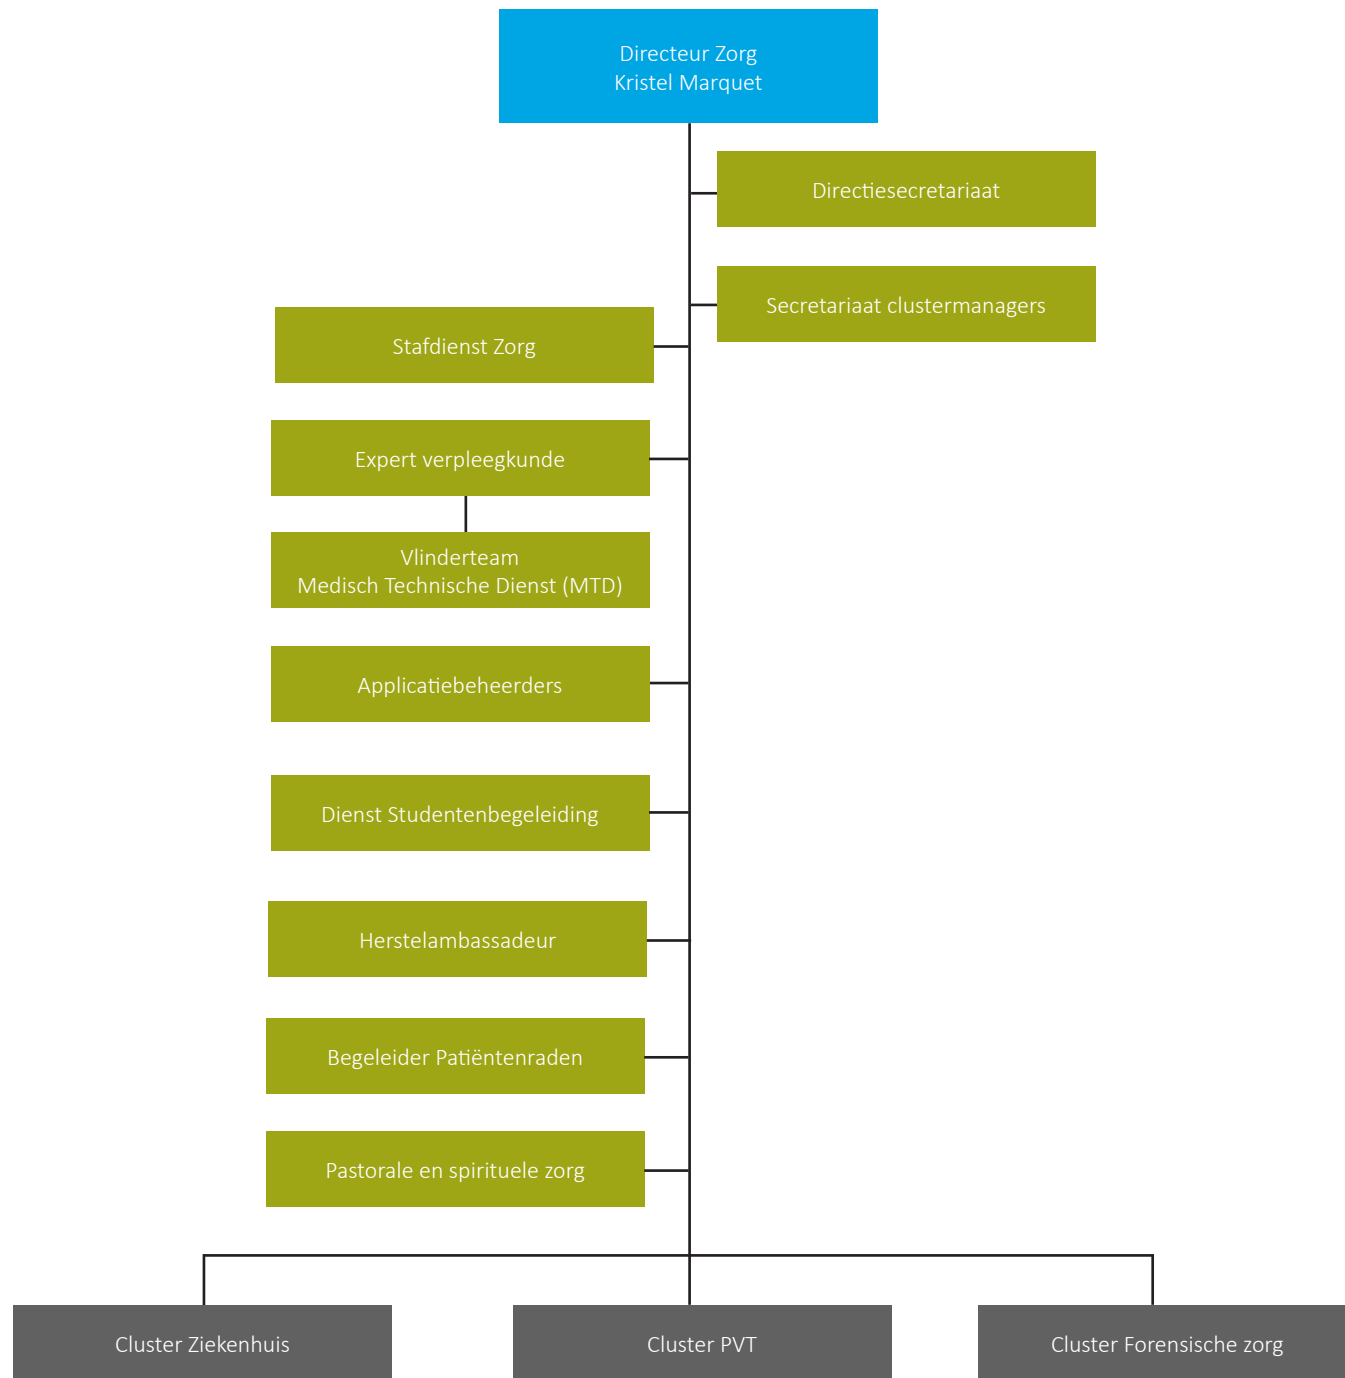 Directeur Zorg
Kristel Marquet
Directiesecretariaat
Secretariaat clustermanagers
Stafdienst Zorg
Expert verpleegkunde
Vlinderteam
Medisch Technische Dienst (MTD)
Applicatiebeheerders
Dienst Studentenbegeleiding
Herstelambassadeur
Begeleider Patiëntenraden
Pastorale en spirituele zorg
Cluster Ziekenhuis
Cluster PVT
Cluster Forensische zorg